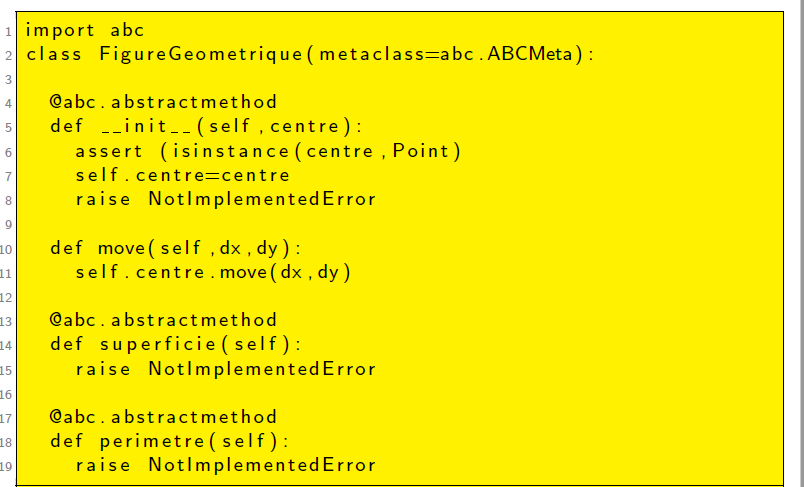 1 import abc
2 class FigureGeometrique(metaclass=abc.ABCMeta):
3
4   @abc.abstractmethod
5   def __init__(self,centre):
6     assert (isinstance(centre,Point)
7     self.centre=centre
8     raise NotImplementedError
9
10   def move(self,dx,dy):
11     self.centre.move(dx,dy)
12
13   @abc.abstractmethod
14   def superficie(self):
15     raise NotImplementedError
16
17   @abc.abstractmethod
18   def perimetre(self):
19     raise NotImplementedError